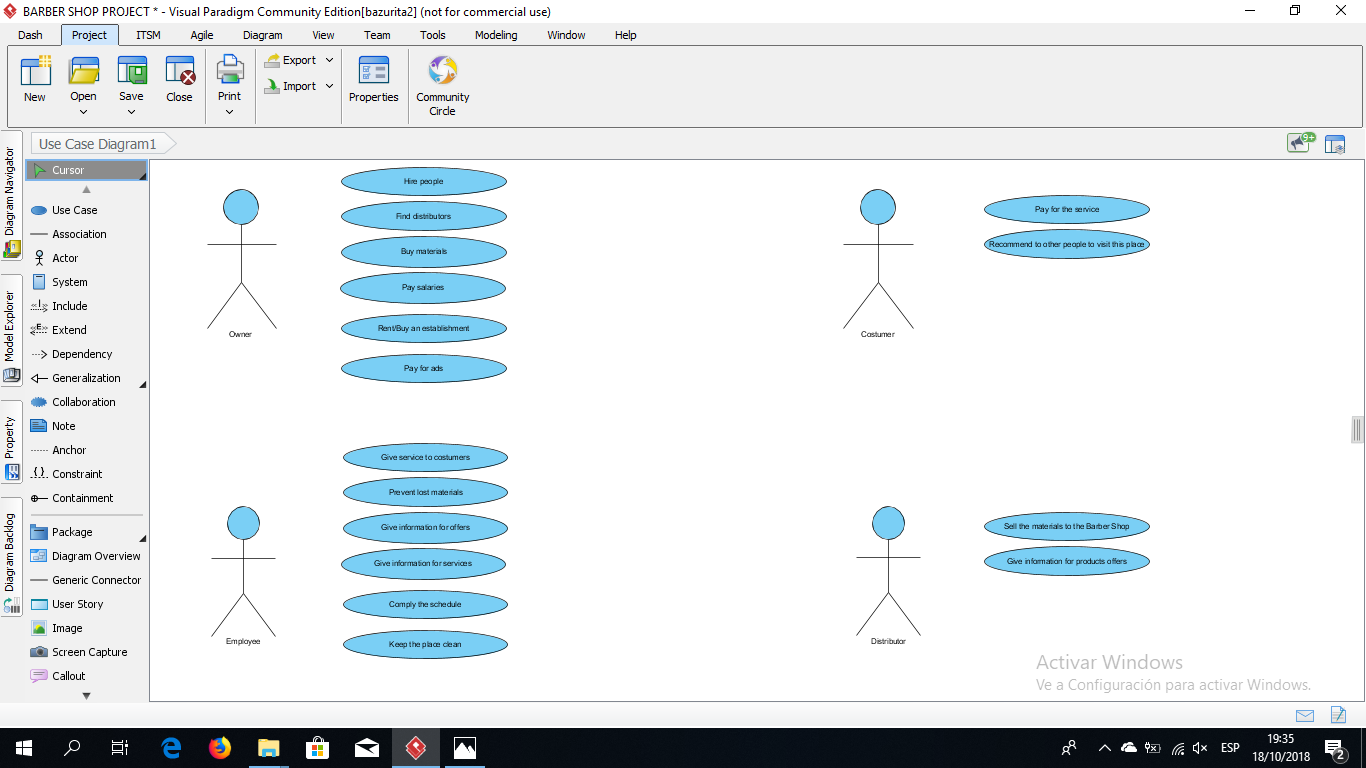 BARBER SHOP PROJECT * - Visual Paradigm Community Edition[bazurita2] (not for commercial use)
Dash Project ITSM Agile Diagram View Team Tools Modeling Window Help
New Open Save Close Print Export Import Properties Community Circle
Use Case Diagram1
9+
Diagram Navigator
Model Explorer
Property
Diagram Backlog
Cursor
Use Case
Association
Actor
System
Include
Extend
Dependency
Generalization
Collaboration
Note
Anchor
Constraint
Containment
Package
Diagram Overview
Generic Connector
User Story
Image
Screen Capture
Callout
Owner
Hire people
Find distributors
Buy materials
Pay salaries
Rent/Buy an establishment
Pay for ads
Costumer
Pay for the service
Recommend to other people to visit this place
Employee
Give service to costumers
Prevent lost materials
Give information for offers
Give information for services
Comply the schedule
Keep the place clean
Distributor
Sell the materials to the Barber Shop
Give information for products offers
Activar Windows
Ve a Configuración para activar Windows.
ESP
19:35
18/10/2018
2